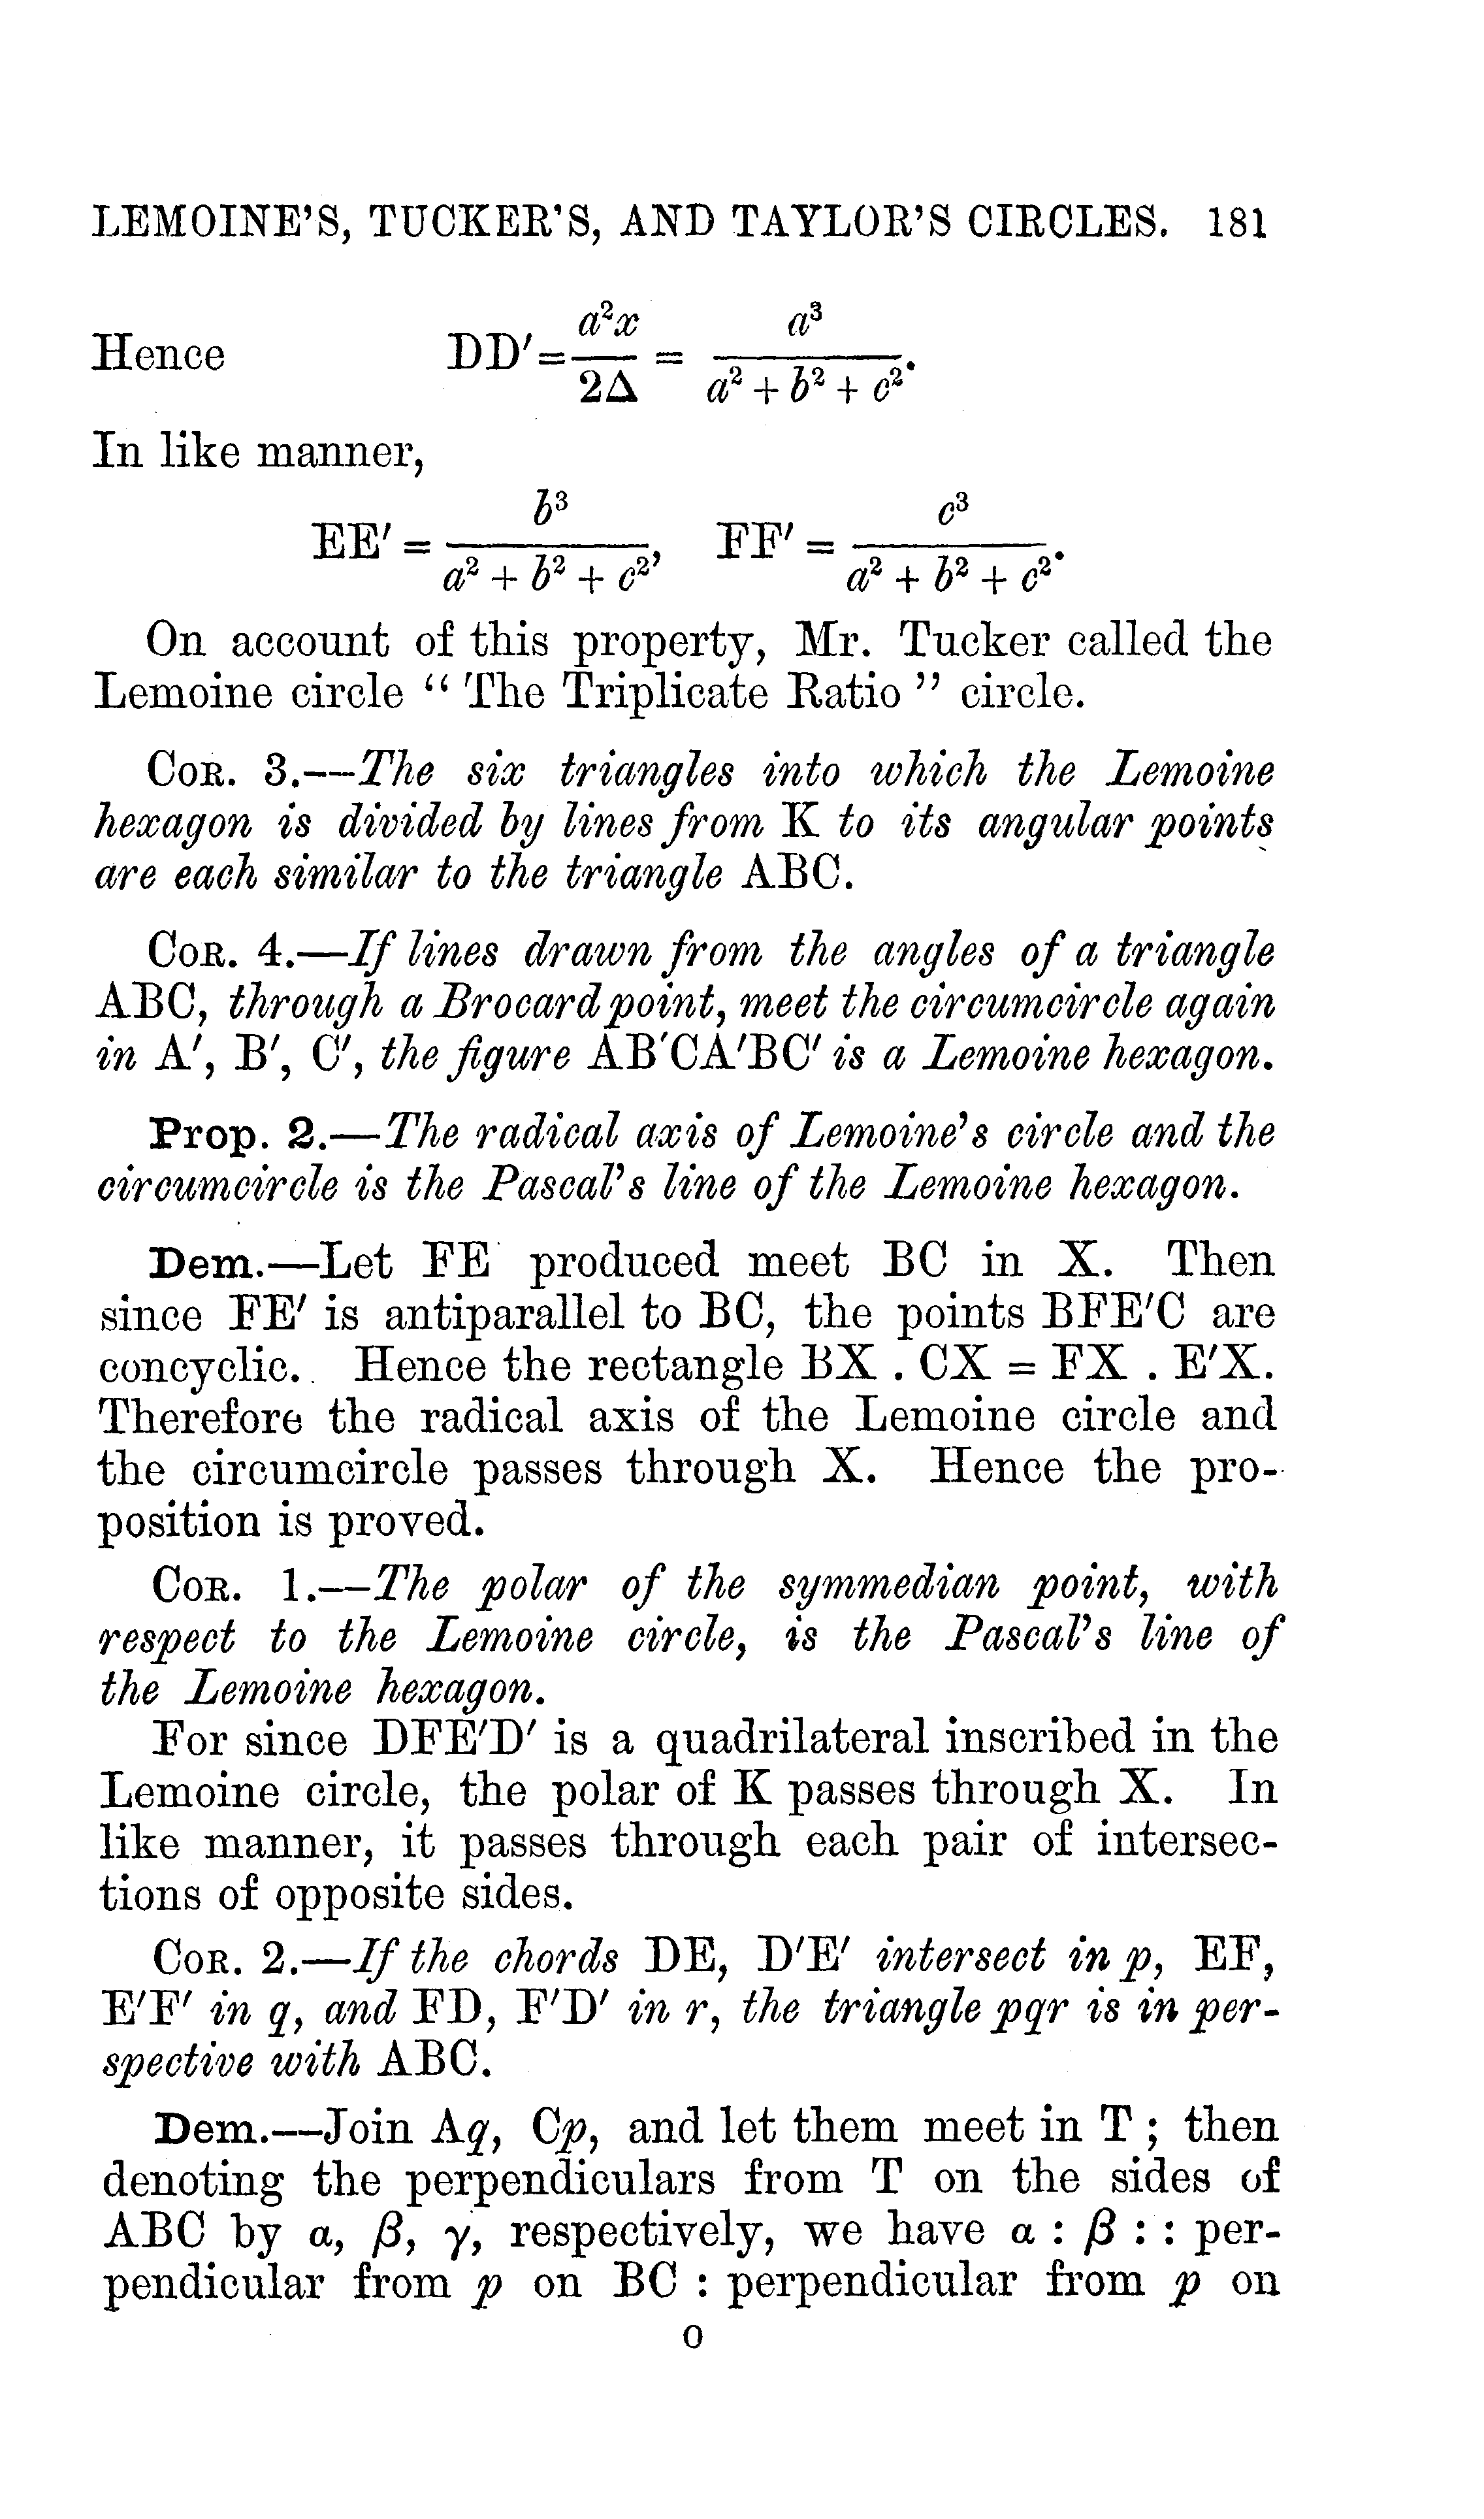 LEMOINE'S, TUCKER'S, AND TAYLOR'S CIRCLES. 181
Hence DD′ = a²x / 2Δ = a³ / (a² + b² + c²).
In like manner,
EE′ = b³ / (a² + b² + c²), FF′ = c³ / (a² + b² + c²).
On account of this property, Mr. Tucker called the
Lemoine circle “ The Triplicate Ratio ” circle.
COR. 3.—The six triangles into which the Lemoine
hexagon is divided by lines from K to its angular points
are each similar to the triangle ABC.
COR. 4.—If lines drawn from the angles of a triangle
ABC, through a Brocard point, meet the circumcircle again
in A′, B′, C′, the figure AB′CA′BC′ is a Lemoine hexagon.
Prop. 2.—The radical axis of Lemoine's circle and the
circumcircle is the Pascal's line of the Lemoine hexagon.
Dem.—Let FE produced meet BC in X. Then
since FE′ is antiparallel to BC, the points BFE′C are
concyclic. Hence the rectangle BX . CX = FX . E′X.
Therefore the radical axis of the Lemoine circle and
the circumcircle passes through X. Hence the pro-
position is proved.
COR. 1.—The polar of the symmedian point, with
respect to the Lemoine circle, is the Pascal's line of
the Lemoine hexagon.
For since DFE′D′ is a quadrilateral inscribed in the
Lemoine circle, the polar of K passes through X. In
like manner, it passes through each pair of intersec-
tions of opposite sides.
COR. 2.—If the chords DE, D′E′ intersect in p, EF,
E′F′ in q, and FD, F′D′ in r, the triangle pqr is in per-
spective with ABC.
Dem.—Join Aq, Cp, and let them meet in T ; then
denoting the perpendiculars from T on the sides of
ABC by α, β, γ, respectively, we have α : β : : per-
pendicular from p on BC : perpendicular from p on
O